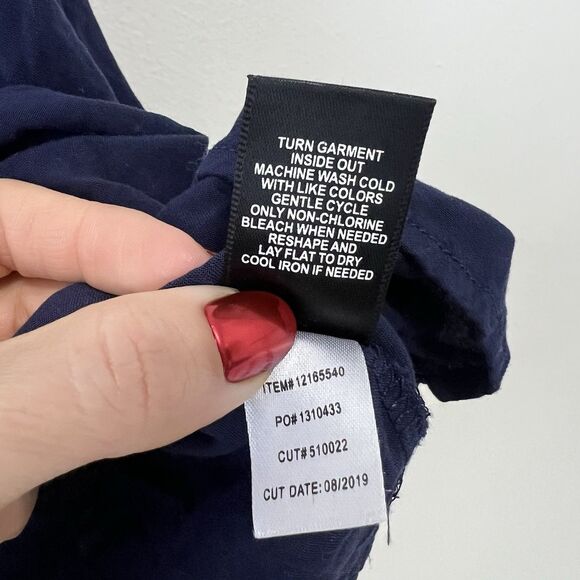 TURN GARMENT
INSIDE OUT
MACHINE WASH COLD
WITH LIKE COLORS
GENTLE CYCLE
ONLY NON-CHLORINE
BLEACH WHEN NEEDED
RESHAPE AND
LAY FLAT TO DRY
COOL IRON IF NEEDED
ITEM# 12165540
PO# 1310433
CUT# 510022
CUT DATE: 08/2019